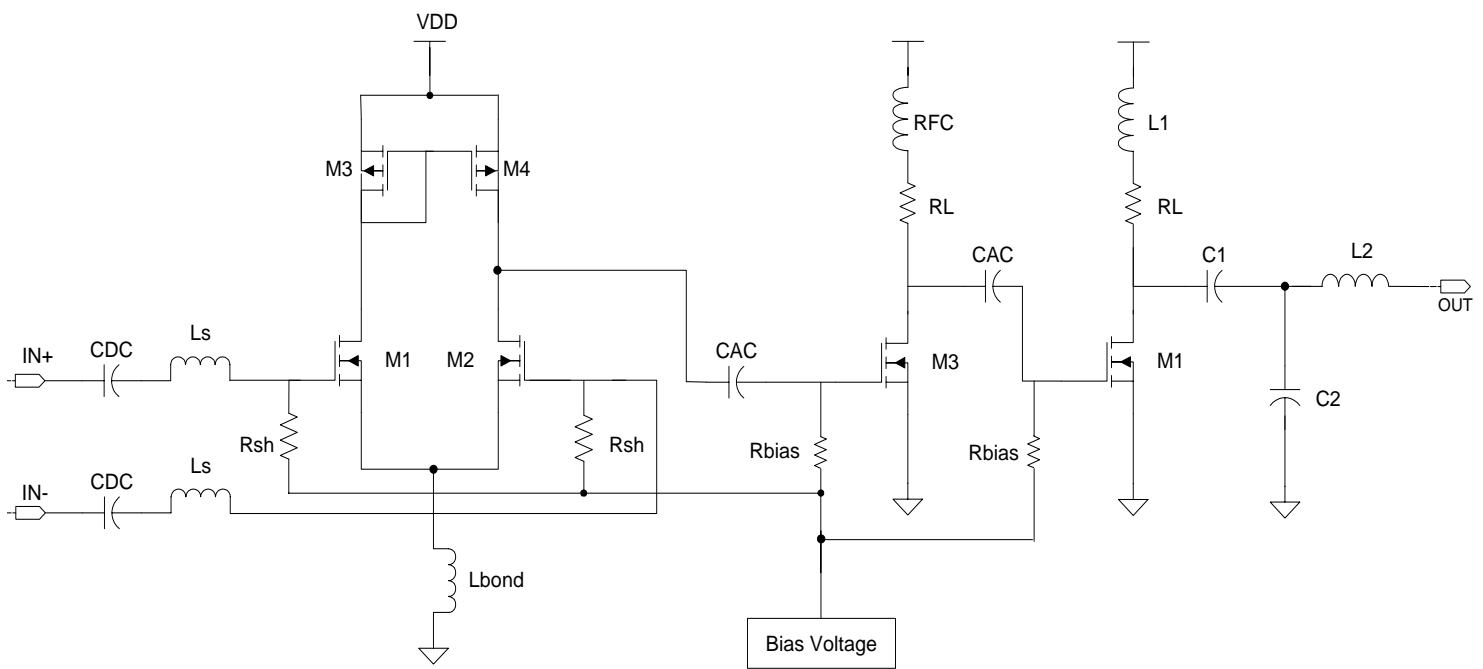 VDD
RFC
L1
M3
M4
RL
RL
CAC
C1
L2
OUT
IN+
CDC
Ls
M1
M2
CAC
M3
M1
C2
Rsh
Rsh
Rbias
Rbias
IN-
CDC
Ls
Lbond
Bias Voltage